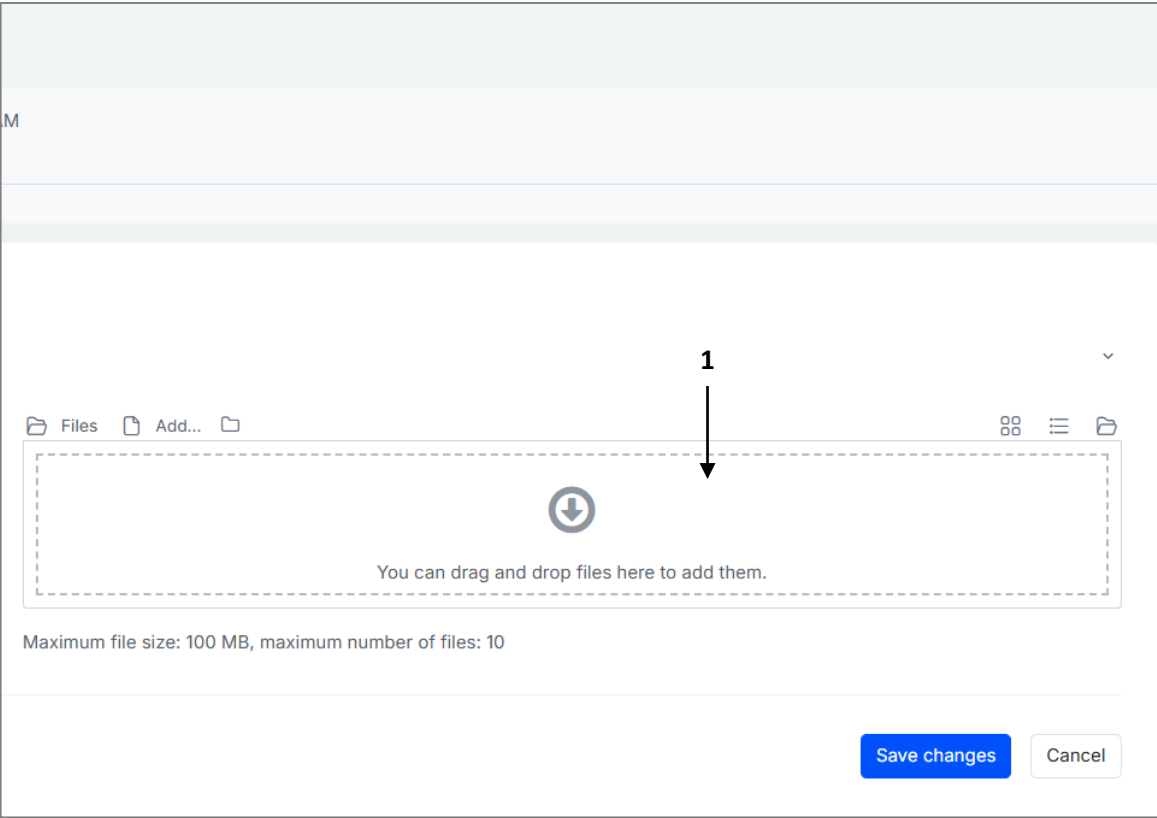 AM
1
Files Add...
You can drag and drop files here to add them.
Maximum file size: 100 MB, maximum number of files: 10
Save changes Cancel